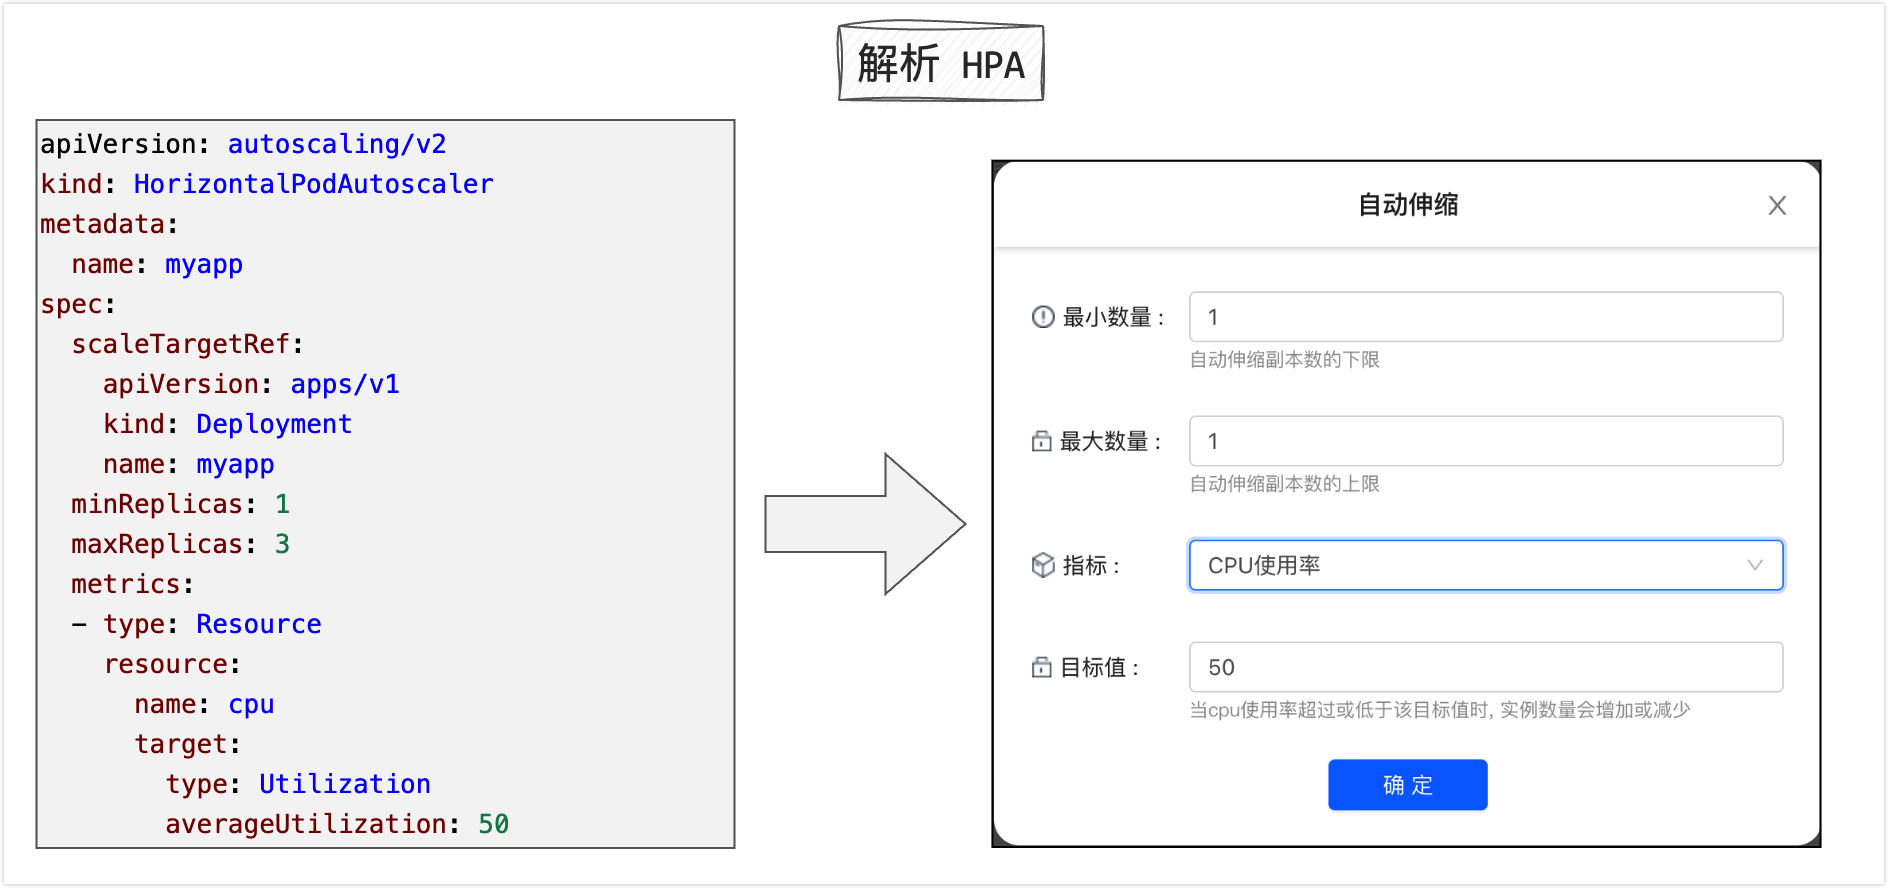 解析 HPA
apiVersion: autoscaling/v2
kind: HorizontalPodAutoscaler
metadata:
  name: myapp
spec:
  scaleTargetRef:
    apiVersion: apps/v1
    kind: Deployment
    name: myapp
  minReplicas: 1
  maxReplicas: 3
  metrics:
  - type: Resource
    resource:
      name: cpu
      target:
        type: Utilization
        averageUtilization: 50
自动伸缩
最小数量： 1
自动伸缩副本数的下限
最大数量： 1
自动伸缩副本数的上限
指标： CPU使用率
目标值： 50
当cpu使用率超过或低于该目标值时, 实例数量会增加或减少
确 定